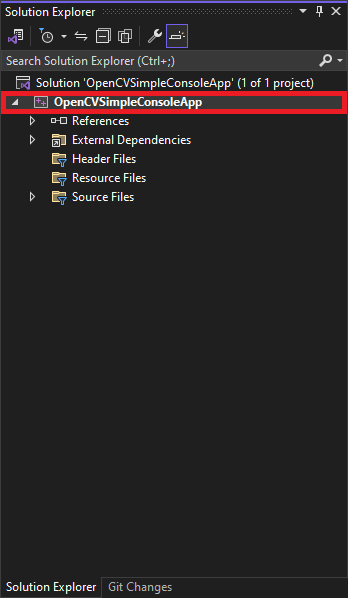 Solution Explorer
Search Solution Explorer (Ctrl+;)
Solution 'OpenCVSimpleConsoleApp' (1 of 1 project)
OpenCVSimpleConsoleApp
References
External Dependencies
Header Files
Resource Files
Source Files
Solution Explorer Git Changes